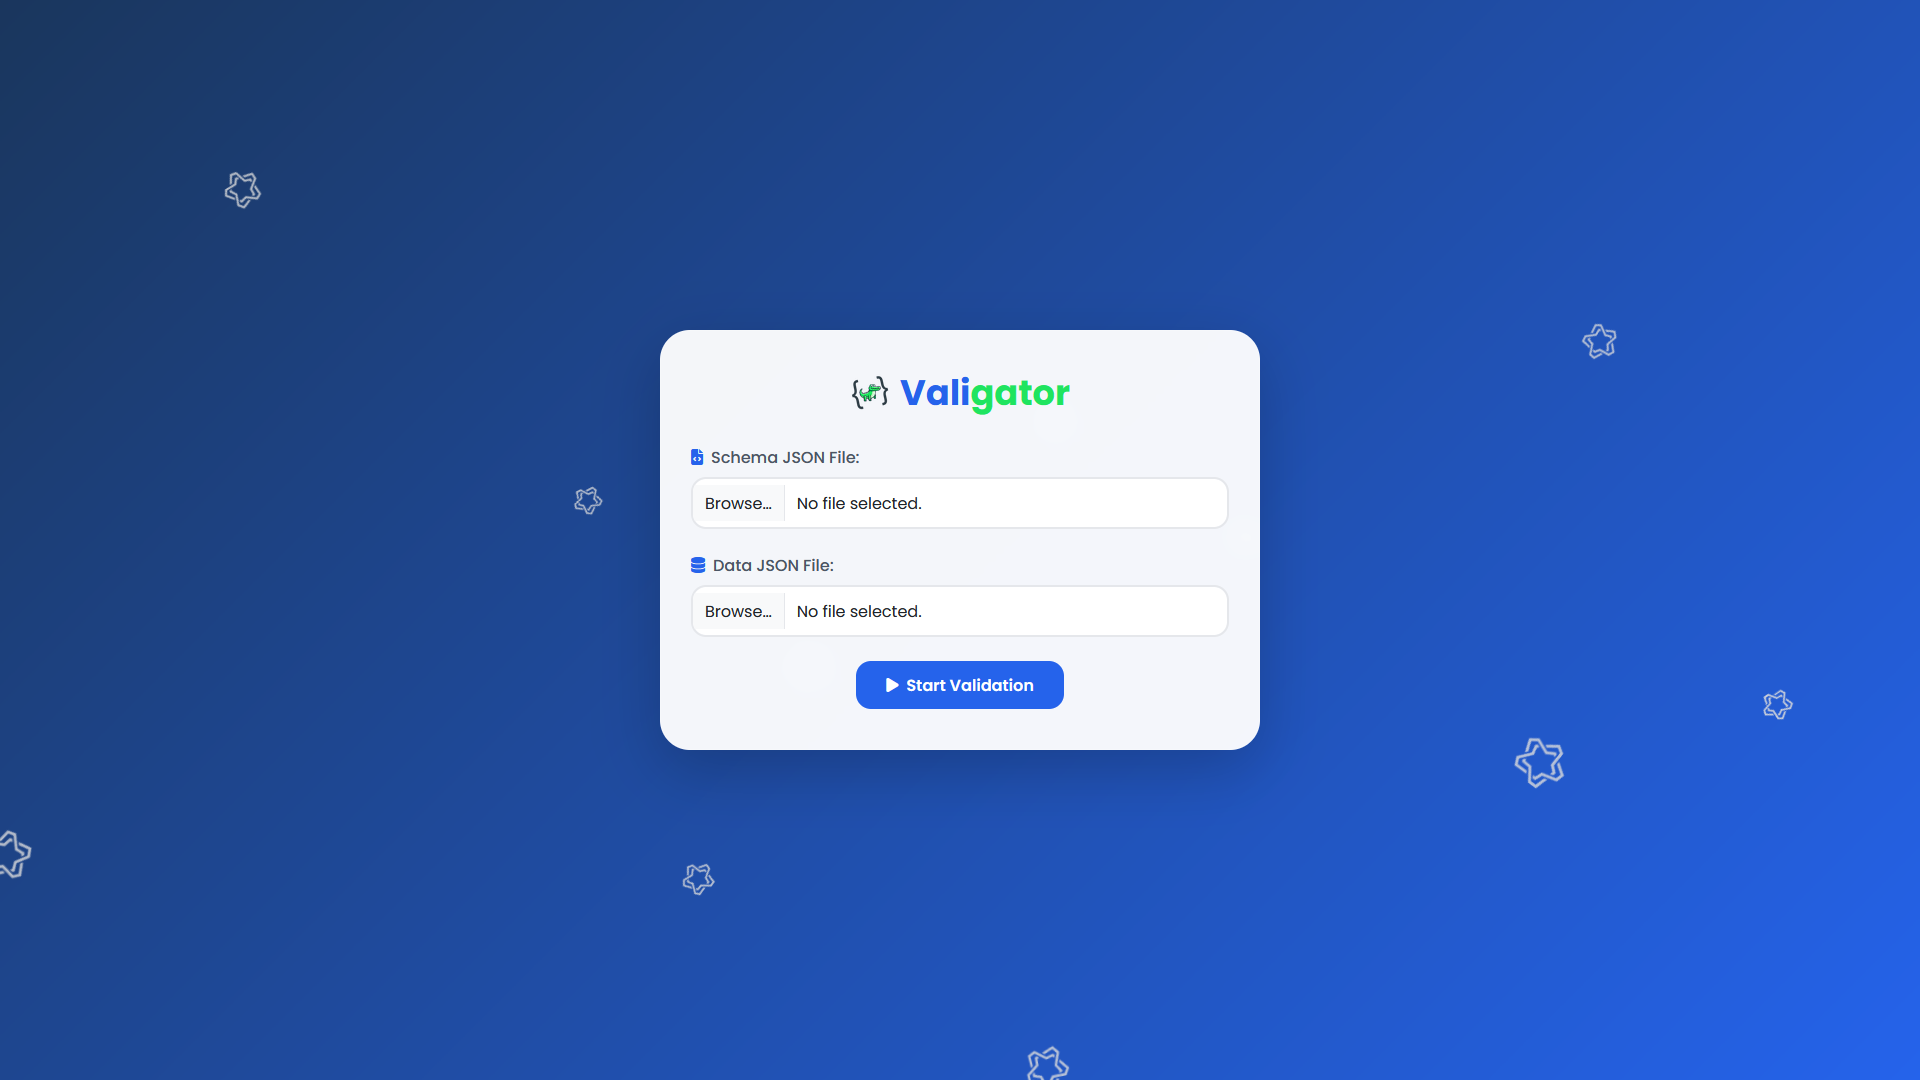 Valigator
Schema JSON File:
Browse... No file selected.
Data JSON File:
Browse... No file selected.
Start Validation